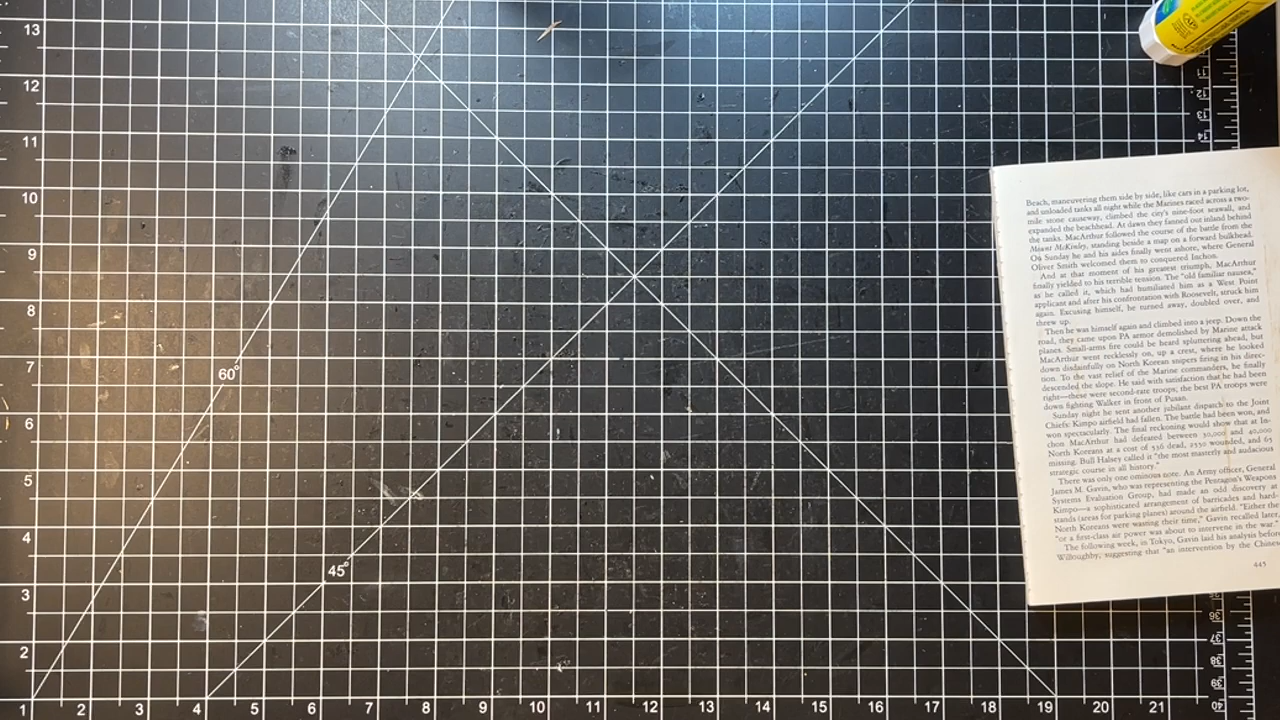 13
12
11
10
9
8
7
6
5
4
3
2
1 2 3 4 5 6 7 8 9 10 11 12 13 14 15 16 17 18 19 20 21
60°
45°
11
12
13
14
36
37
38
39
40
Beach, maneuvering them side by side, like cars in a parking lot,
and unloaded tanks all night while the Marines raced across a two-
mile stone causeway, climbed the city's nine-foot seawall, and
expanded the beachhead. At dawn they fanned out inland behind
the tanks. MacArthur followed the course of the battle from the
Mount McKinley, standing beside a map on a forward bulkhead.
On Sunday he and his aides finally went ashore, where General
Oliver Smith welcomed them to conquered Inchon.
And at that moment of his greatest triumph, MacArthur
finally yielded to his terrible tension. The "old familiar nausea,"
as he called it, which had humiliated him as a West Point
applicant and after his confrontation with Roosevelt, struck him
again. Excusing himself, he turned away, doubled over, and
threw up.
Then he was himself again and climbed into a jeep. Down the
road, they came upon PA armor demolished by Marine attack
planes. Small-arms fire could be heard spluttering ahead, but
MacArthur went recklessly on, up a crest, where he looked
down disdainfully on North Korean snipers firing in his direc-
tion. To the vast relief of the Marine commanders, he finally
descended the slope. He said with satisfaction that he had been
right—these were second-rate troops; the best PA troops were
down fighting Walker in front of Pusan.
Sunday night he sent another jubilant dispatch to the Joint
Chiefs: Kimpo airfield had fallen. The battle had been won, and
won spectacularly. The final reckoning would show that at In-
chon MacArthur had defeated between 30,000 and 40,000
North Koreans at a cost of 536 dead, 2550 wounded, and 65
missing. Bull Halsey called it "the most masterly and audacious
strategic course in all history."
There was only one ominous note. An Army officer, General
James M. Gavin, who was representing the Pentagon's Weapons
Systems Evaluation Group, had made an odd discovery at
Kimpo—a sophisticated arrangement of barricades and hard-
stands (areas for parking planes) around the airfield. "Either the
North Koreans were wasting their time," Gavin recalled later,
"or a first-class air power was about to intervene in the war."
The following week, in Tokyo, Gavin laid his analysis before
Willoughby, suggesting that "an intervention by the Chinese
445